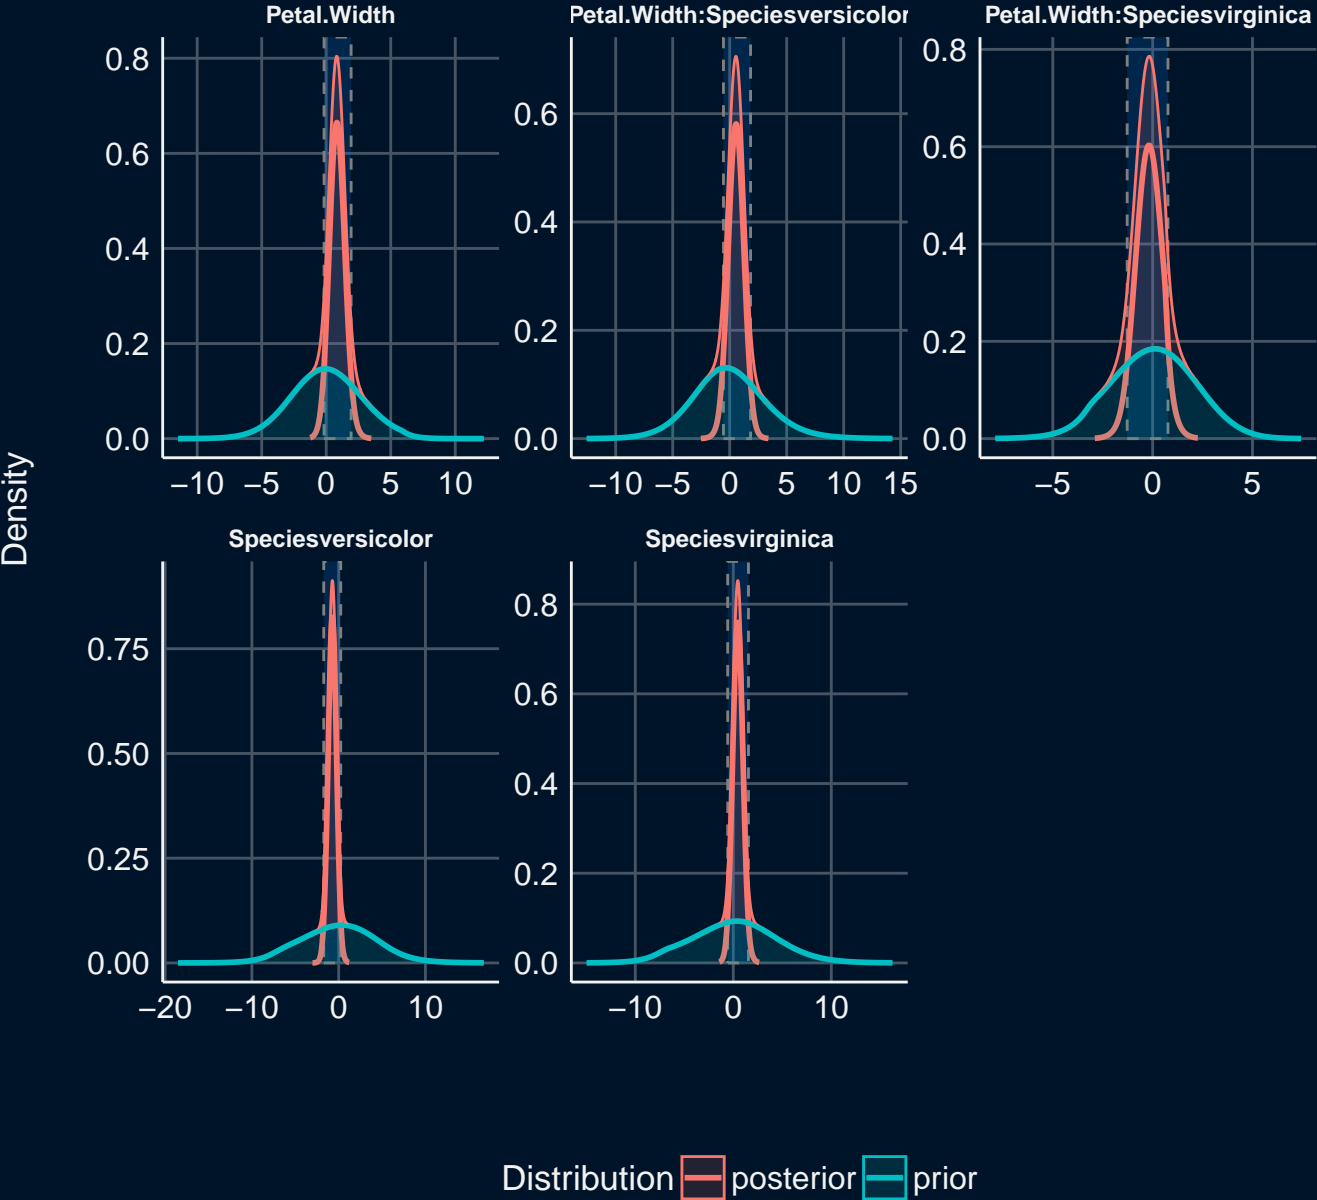 Petal.Width
Petal.Width:Speciesversicolor
Petal.Width:Speciesvirginica
0.8
0.6
0.4
0.2
0.0
−10 −5 0 5 10
0.6
0.4
0.2
0.0
−10 −5 0 5 10 15
0.8
0.6
0.4
0.2
0.0
−5 0 5
Density
Speciesversicolor
Speciesvirginica
0.75
0.50
0.25
0.00
−20 −10 0 10
0.8
0.6
0.4
0.2
0.0
−10 0 10
Distribution posterior prior